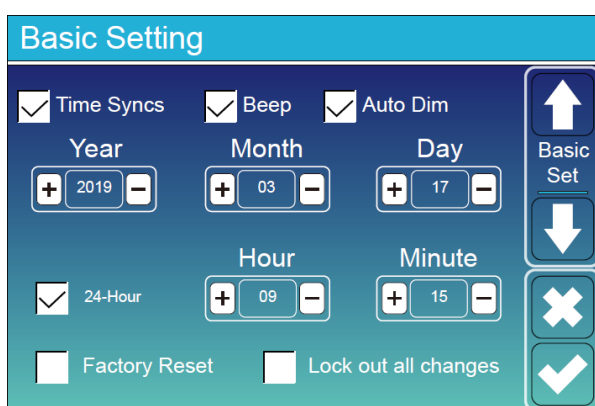 Basic Setting
Time Syncs Beep Auto Dim
Year Month Day
+ 2019 − + 03 − + 17 −
Basic
Set
Hour Minute
24-Hour + 09 − + 15 −
Factory Reset Lock out all changes